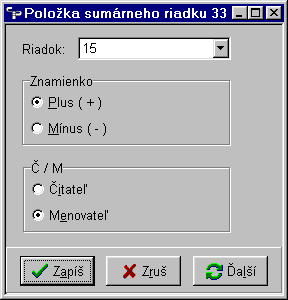 Položka sumárneho riadku 33
Riadok: 15
Znamienko
Plus ( + )
Mínus ( - )
Č / M
Čitateľ
Menovateľ
Zapíš Zruš Ďalší